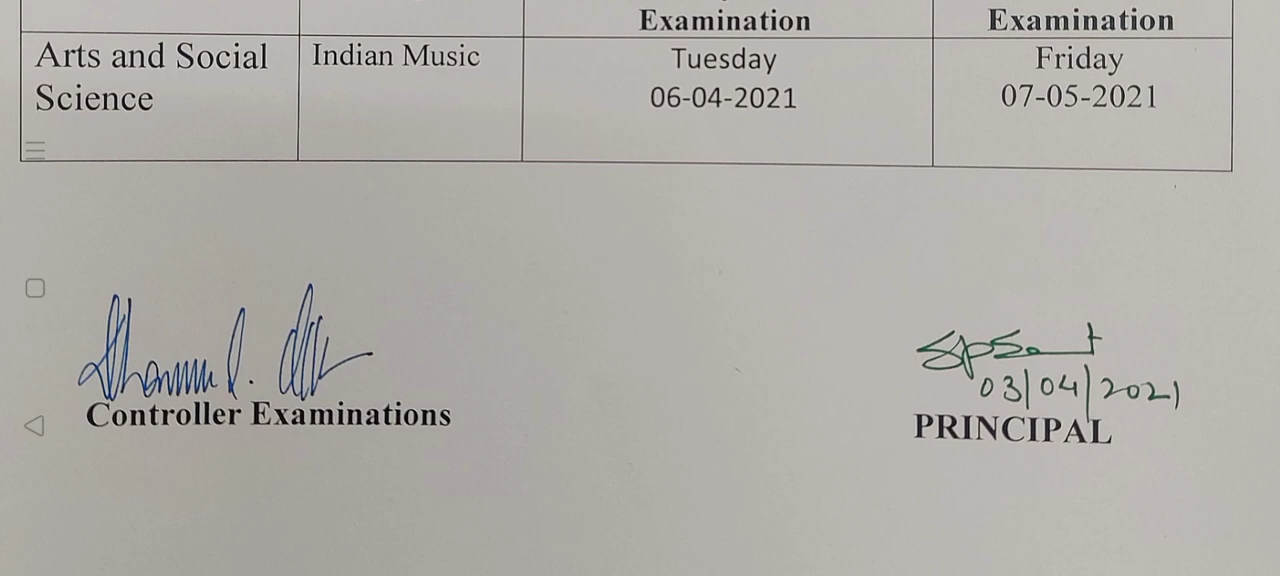 Examination Examination
Arts and Social Indian Music Tuesday Friday
Science 06-04-2021 07-05-2021
03/04/2021
Controller Examinations PRINCIPAL